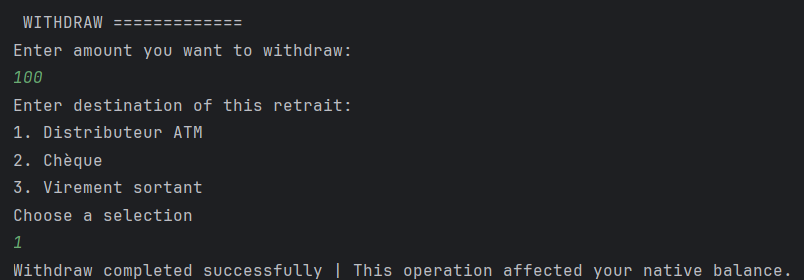 WITHDRAW =============
Enter amount you want to withdraw:
100
Enter destination of this retrait:
1. Distributeur ATM
2. Chèque
3. Virement sortant
Choose a selection
1
Withdraw completed successfully | This operation affected your native balance.